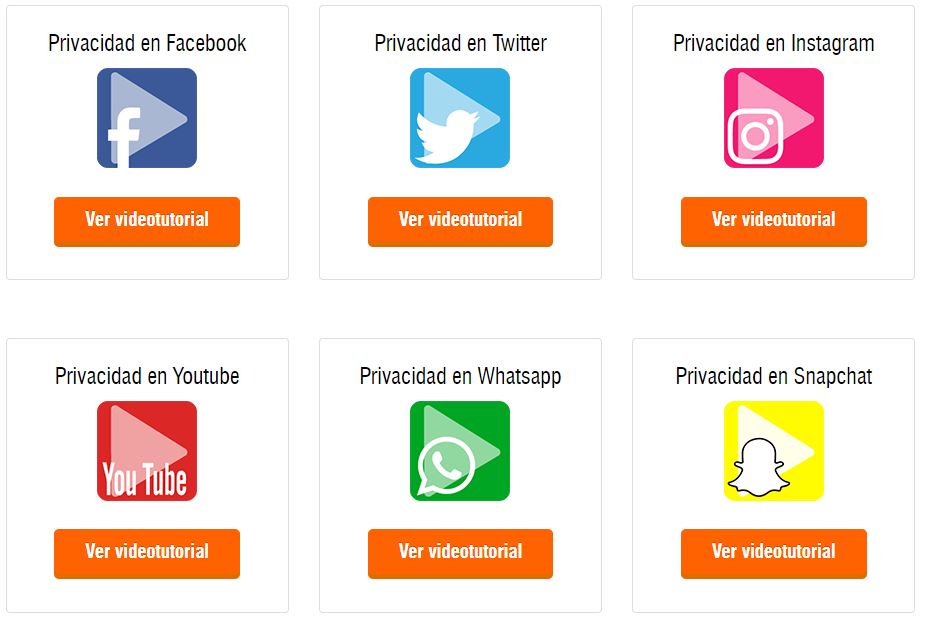 Privacidad en Facebook
Privacidad en Twitter
Privacidad en Instagram
Ver videotutorial
Ver videotutorial
Ver videotutorial
Privacidad en Youtube
Privacidad en Whatsapp
Privacidad en Snapchat
You Tube
Ver videotutorial
Ver videotutorial
Ver videotutorial